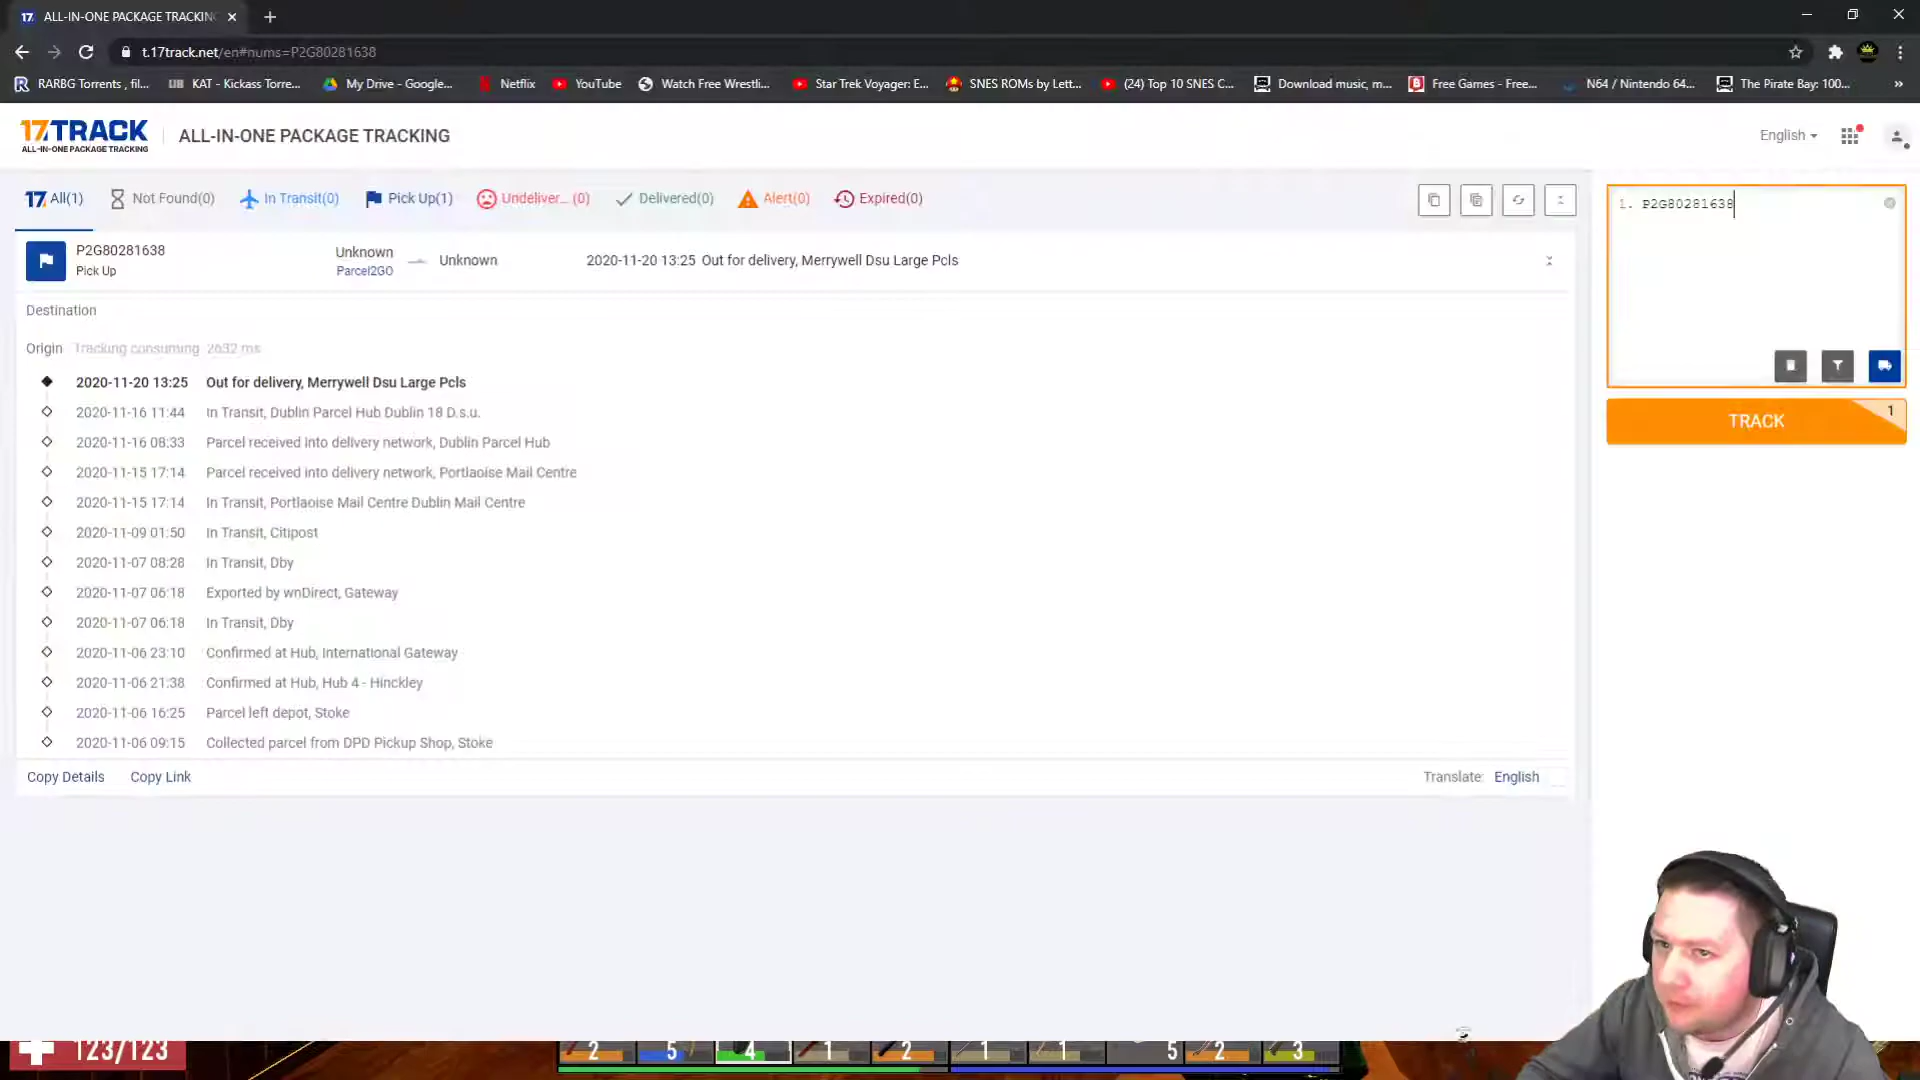 ALL-IN-ONE PACKAGE TRACKING
t.17track.net/en#nums=P2G80281638
RARBG Torrents , fil...
KAT - Kickass Torre...
My Drive - Google...
Netflix
YouTube
Watch Free Wrestli...
Star Trek Voyager: E...
SNES ROMs by Lett...
(24) Top 10 SNES C...
Download music, m...
Free Games - Free...
N64 / Nintendo 64...
The Pirate Bay: 100...
17TRACK
ALL-IN-ONE PACKAGE TRACKING
ALL-IN-ONE PACKAGE TRACKING
English
17 All(1)
Not Found(0)
In Transit(0)
Pick Up(1)
Undeliver... (0)
Delivered(0)
Alert(0)
Expired(0)
1. P2G80281638
TRACK
1
P2G80281638
Pick Up
Unknown
Parcel2GO
Unknown
2020-11-20 13:25 Out for delivery, Merrywell Dsu Large Pcls
Destination
Origin Tracking consuming 2632 ms
2020-11-20 13:25 Out for delivery, Merrywell Dsu Large Pcls
2020-11-16 11:44 In Transit, Dublin Parcel Hub Dublin 18 D.s.u.
2020-11-16 08:33 Parcel received into delivery network, Dublin Parcel Hub
2020-11-15 17:14 Parcel received into delivery network, Portlaoise Mail Centre
2020-11-15 17:14 In Transit, Portlaoise Mail Centre Dublin Mail Centre
2020-11-09 01:50 In Transit, Citipost
2020-11-07 08:28 In Transit, Dby
2020-11-07 06:18 Exported by wnDirect, Gateway
2020-11-07 06:18 In Transit, Dby
2020-11-06 23:10 Confirmed at Hub, International Gateway
2020-11-06 21:38 Confirmed at Hub, Hub 4 - Hinckley
2020-11-06 16:25 Parcel left depot, Stoke
2020-11-06 09:15 Collected parcel from DPD Pickup Shop, Stoke
Copy Details Copy Link
Translate English
123/123
2 5 4 1 2 1 1 5 2 3